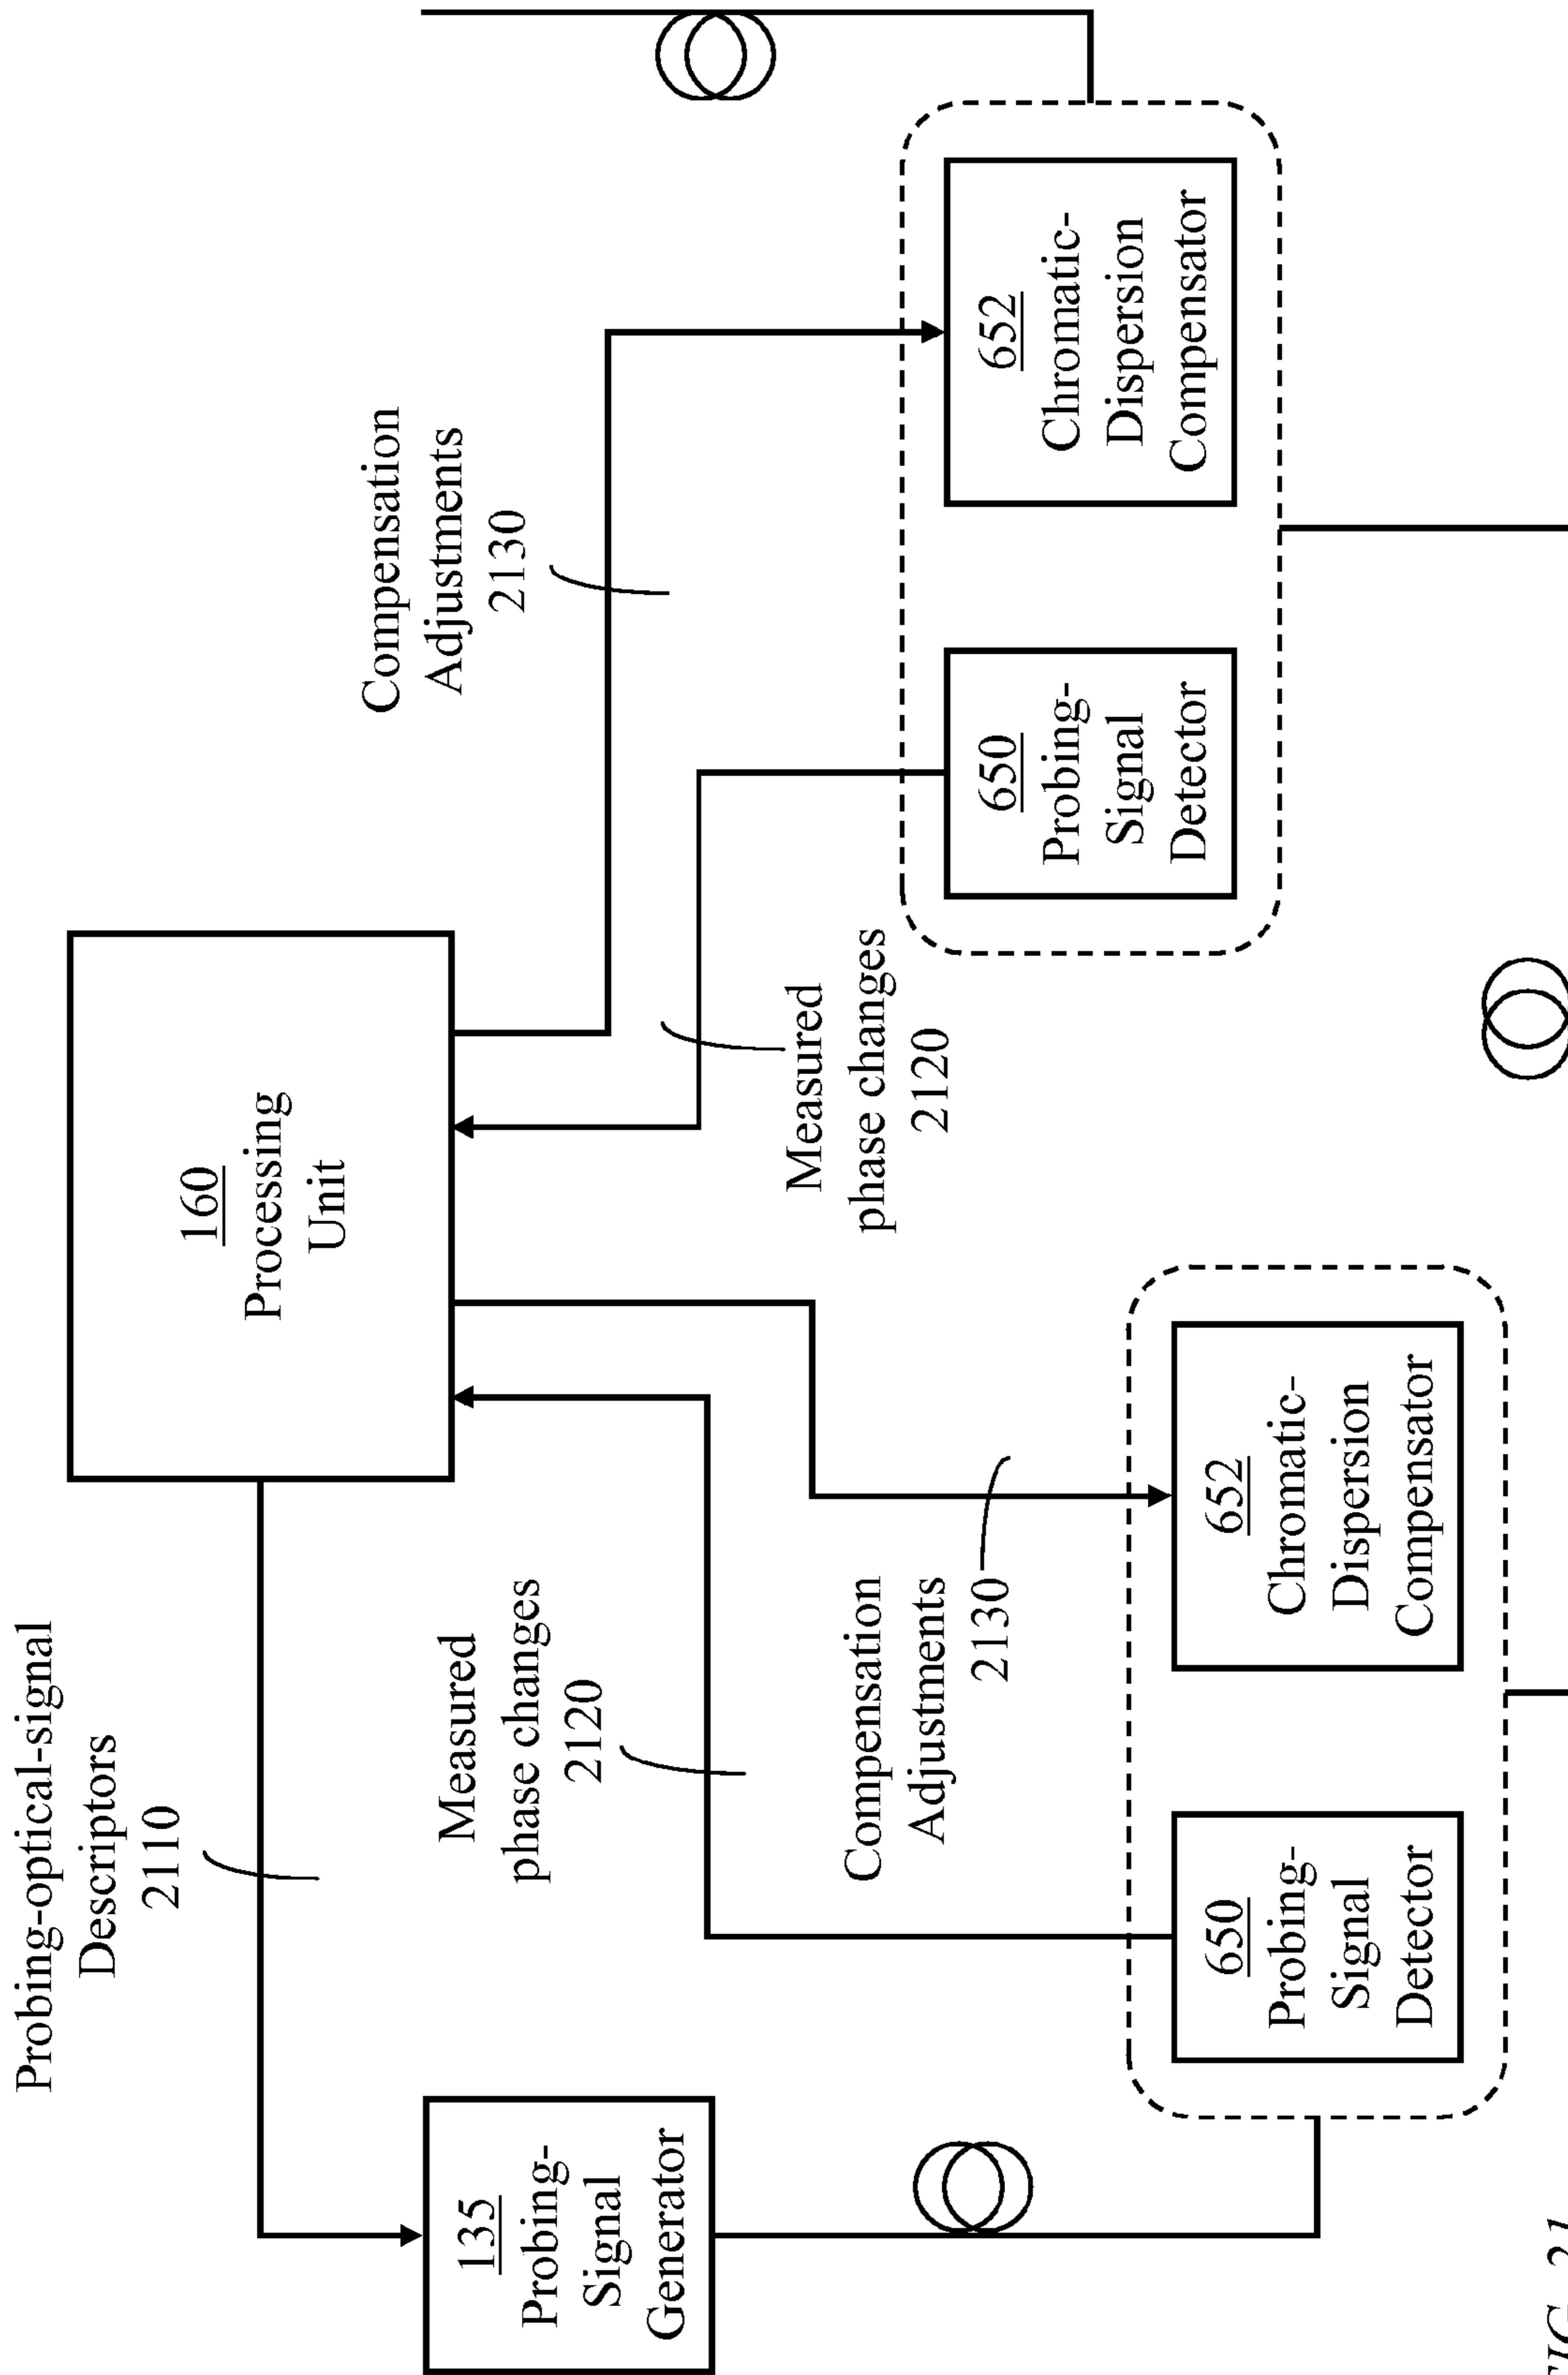 Probing-optical-signal
Descriptors
2110
160
Processing
Unit
Compensation
Adjustments
2130
Measured
phase changes
2120
Measured
phase changes
2120
Compensation
Adjustments
2130
135
Probing-
Signal
Generator
650
Probing-
Signal
Detector
652
Chromatic-
Dispersion
Compensator
650
Probing-
Signal
Detector
652
Chromatic-
Dispersion
Compensator
FIG. 21